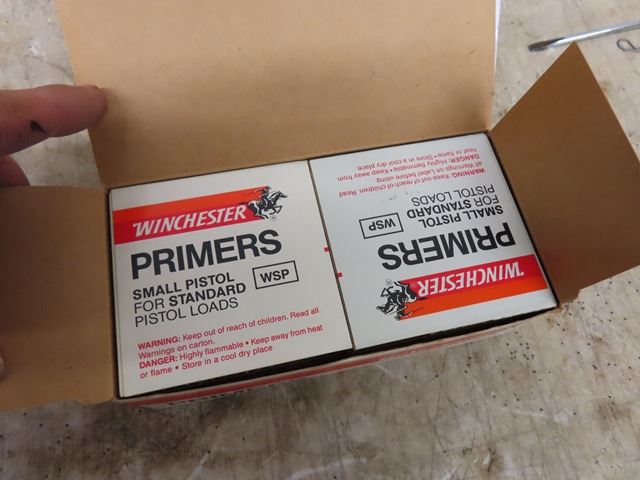 WINCHESTER
PRIMERS
SMALL PISTOL
FOR STANDARD
PISTOL LOADS
WSP
WARNING: Keep out of reach of children. Read all
Warnings on carton.
DANGER: Highly flammable • Keep away from heat
or flame • Store in a cool dry place
WINCHESTER
PRIMERS
SMALL PISTOL
FOR STANDARD
PISTOL LOADS
WSP
WARNING: Keep out of reach of children Read
all Warnings on Label before using
DANGER: Highly flammable • Keep away from
heat or flame • Store in a cool dry place.